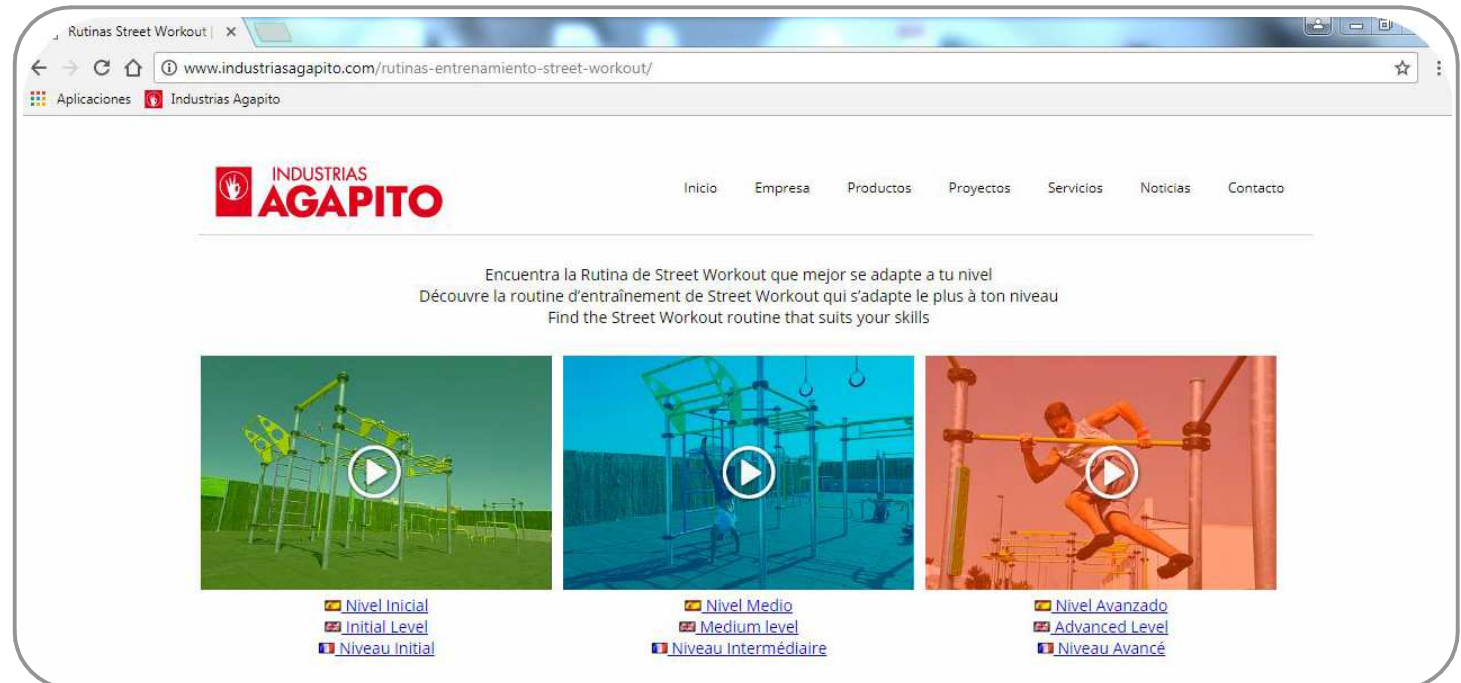 Rutinas Street Workout |
www.industriasagapito.com/rutinas-entrenamiento-street-workout/
Aplicaciones Industrias Agapito
INDUSTRIAS
AGAPITO
Inicio Empresa Productos Proyectos Servicios Noticias Contacto
Encuentra la Rutina de Street Workout que mejor se adapte a tu nivel
Découvre la routine d’entraînement de Street Workout qui s’adapte le plus à ton niveau
Find the Street Workout routine that suits your skills
Nivel Inicial
Initial Level
Niveau Initial
Nivel Medio
Medium level
Niveau Intermédiaire
Nivel Avanzado
Advanced Level
Niveau Avancé